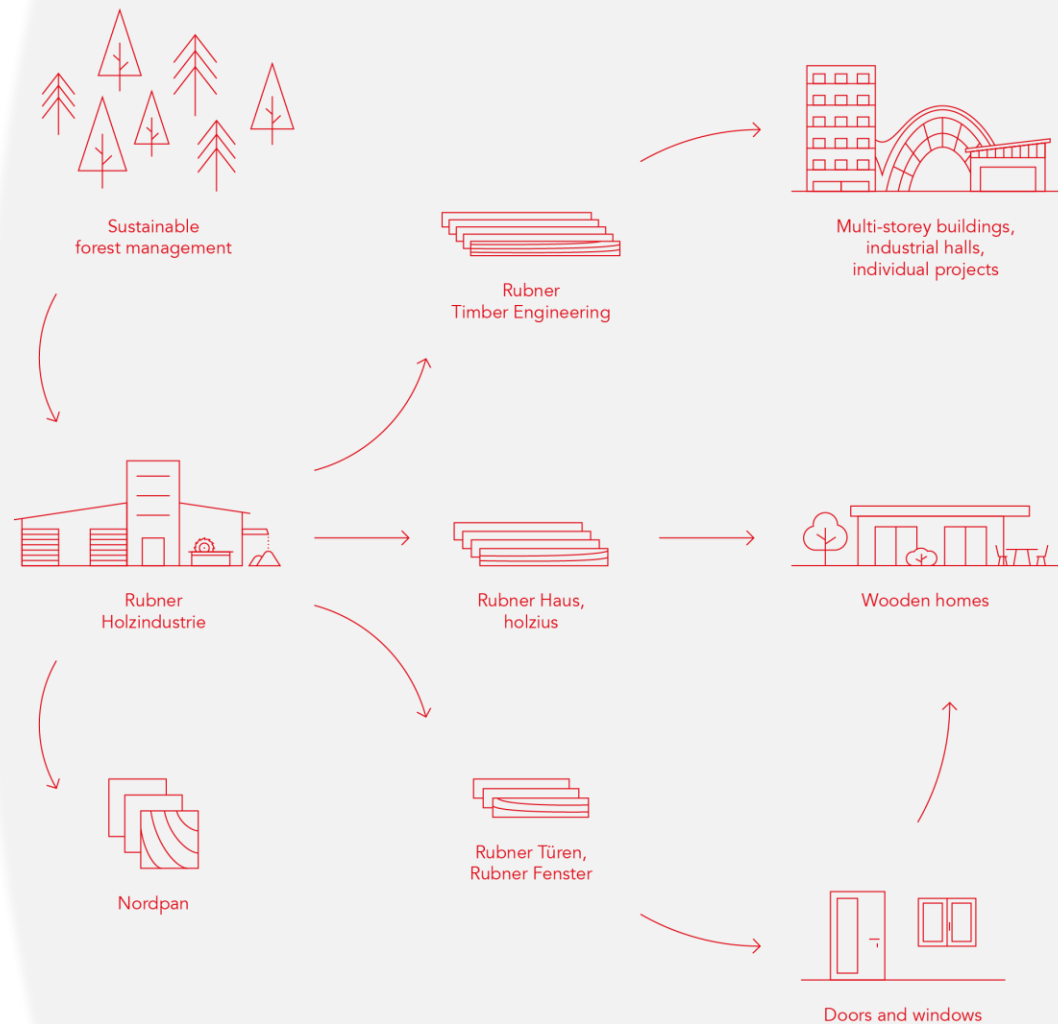 Sustainable
forest management
Rubner
Timber Engineering
Multi-storey buildings,
industrial halls,
individual projects
Rubner
Holzindustrie
Rubner Haus,
holzius
Wooden homes
Nordpan
Rubner Türen,
Rubner Fenster
Doors and windows